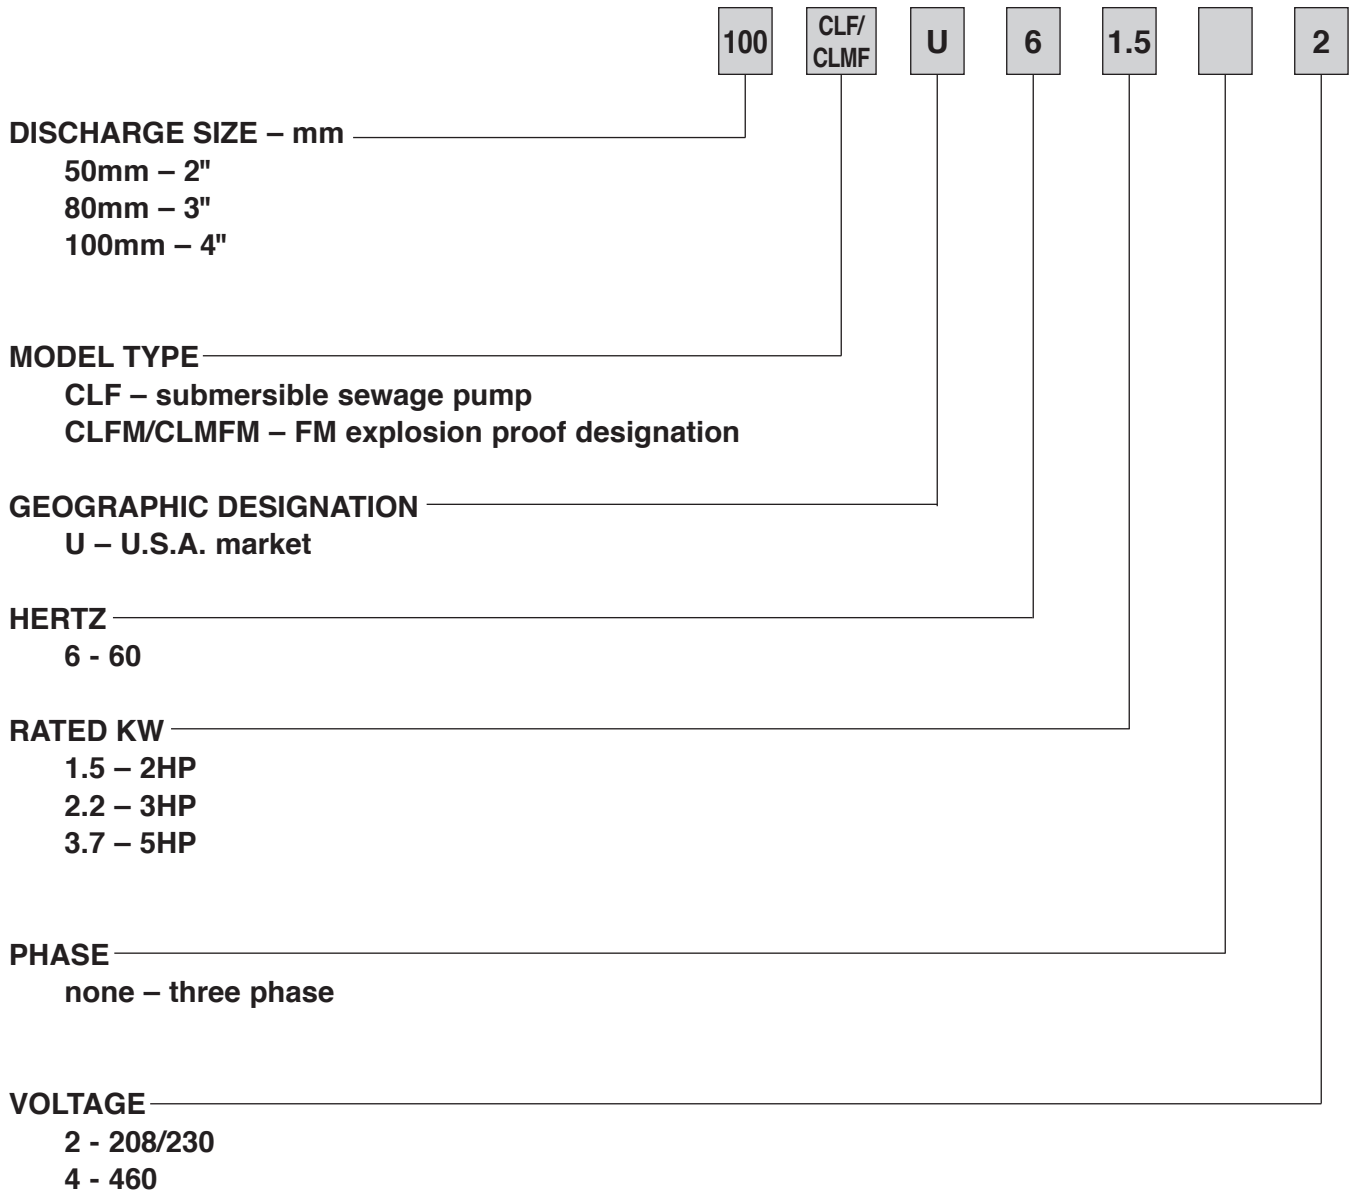 100 CLF/ CLMF U 6 1.5 2
DISCHARGE SIZE – mm
50mm – 2"
80mm – 3"
100mm – 4"
MODEL TYPE
CLF – submersible sewage pump
CLFM/CLMFM – FM explosion proof designation
GEOGRAPHIC DESIGNATION
U – U.S.A. market
HERTZ
6 - 60
RATED KW
1.5 – 2HP
2.2 – 3HP
3.7 – 5HP
PHASE
none – three phase
VOLTAGE
2 - 208/230
4 - 460